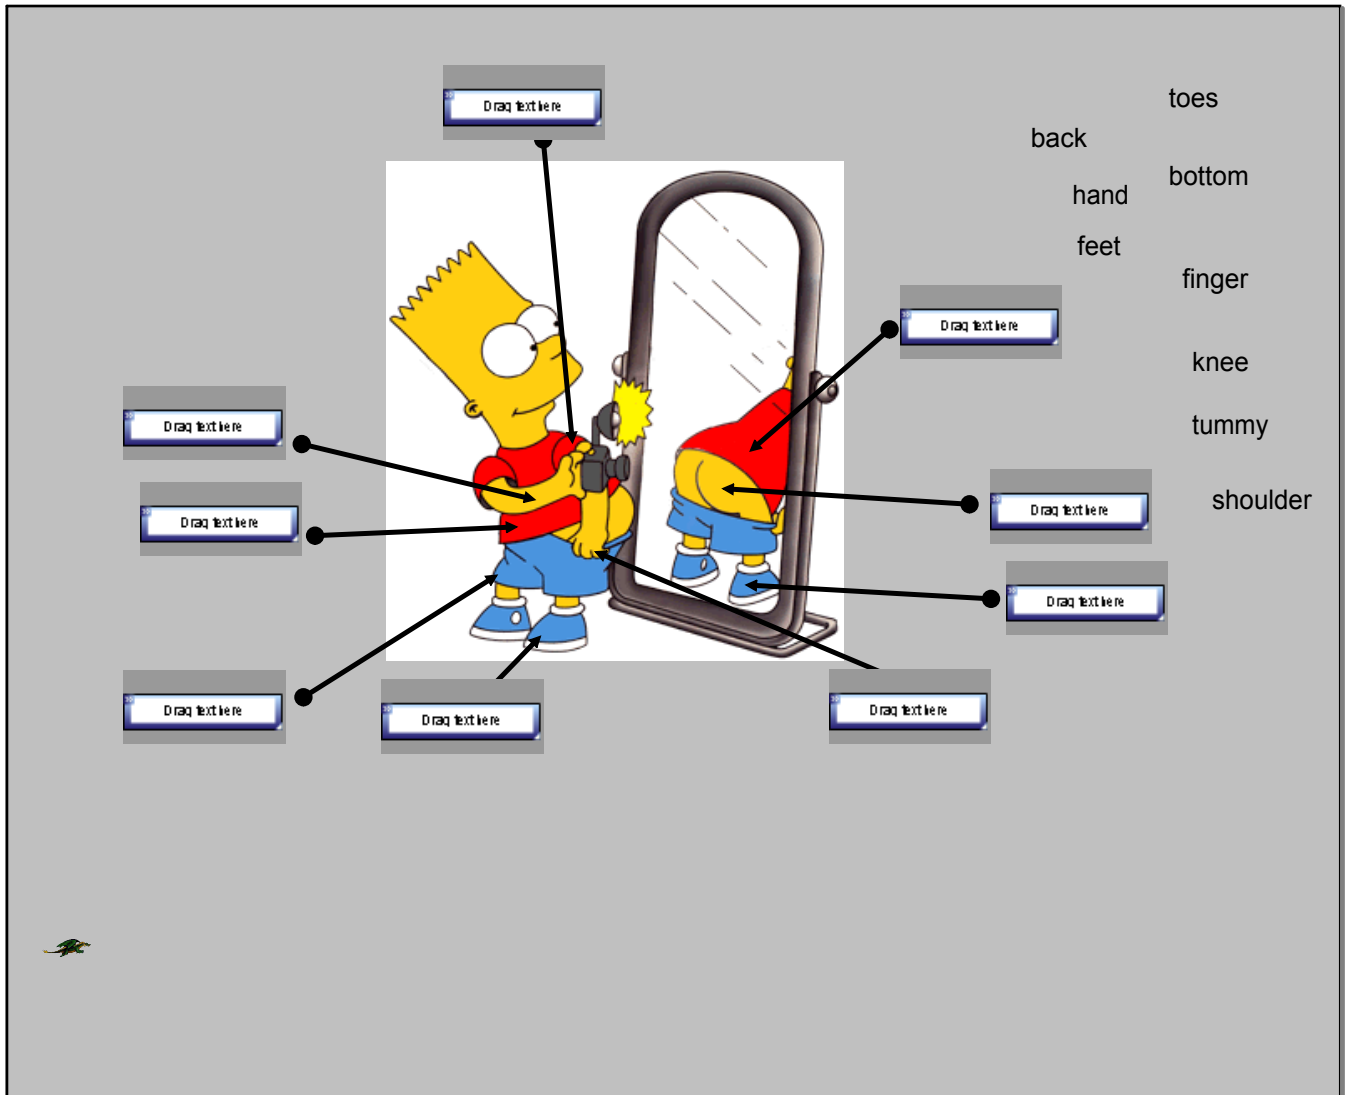 Drag text here
toes
back
bottom
hand
feet
finger
Drag text here
knee
Drag text here
tummy
shoulder
Drag text here
Drag text here
Drag text here
Drag text here
Drag text here
Drag text here